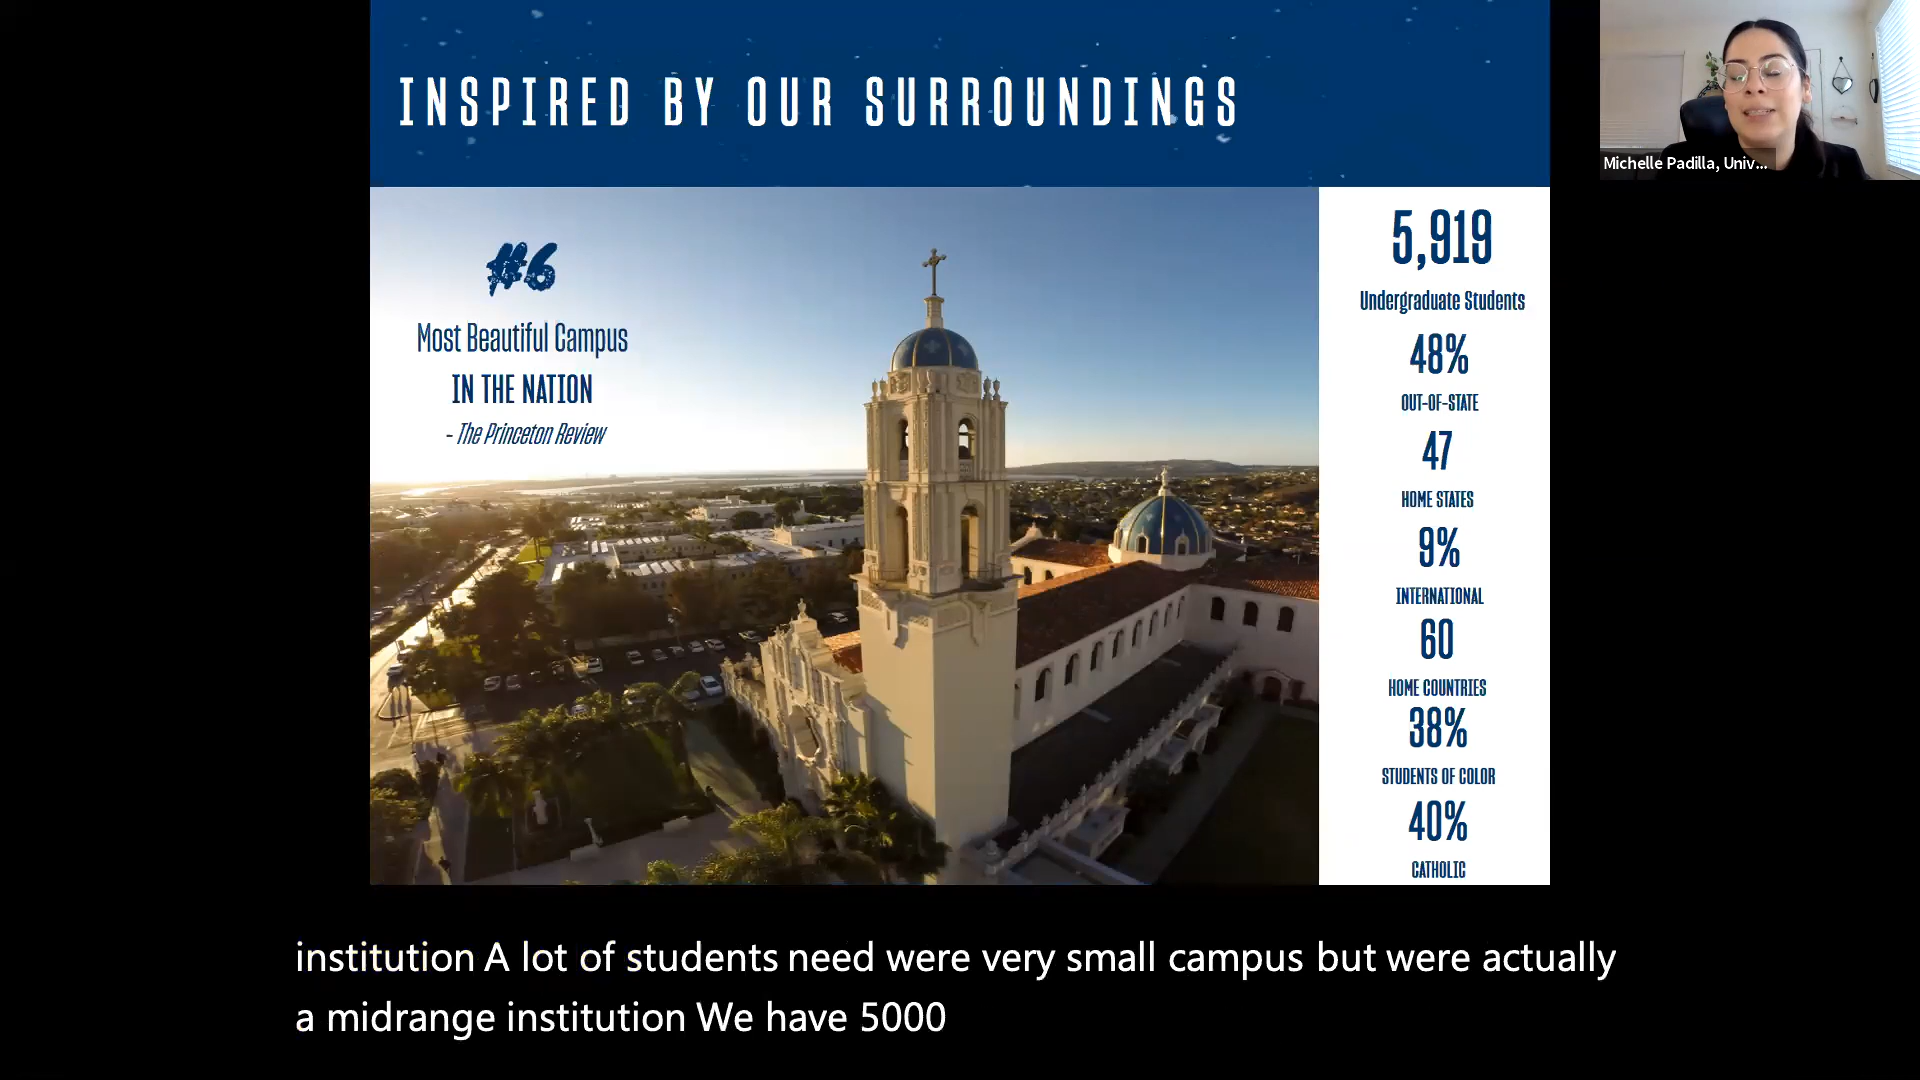 INSPIRED BY OUR SURROUNDINGS
#6
Most Beautiful Campus
IN THE NATION
- The Princeton Review
5,919
Undergraduate Students
48%
OUT-OF-STATE
47
HOME STATES
9%
INTERNATIONAL
60
HOME COUNTRIES
38%
STUDENTS OF COLOR
40%
CATHOLIC
Michelle Padilla, Univ...
institution A lot of students need were very small campus but were actually
a midrange institution We have 5000